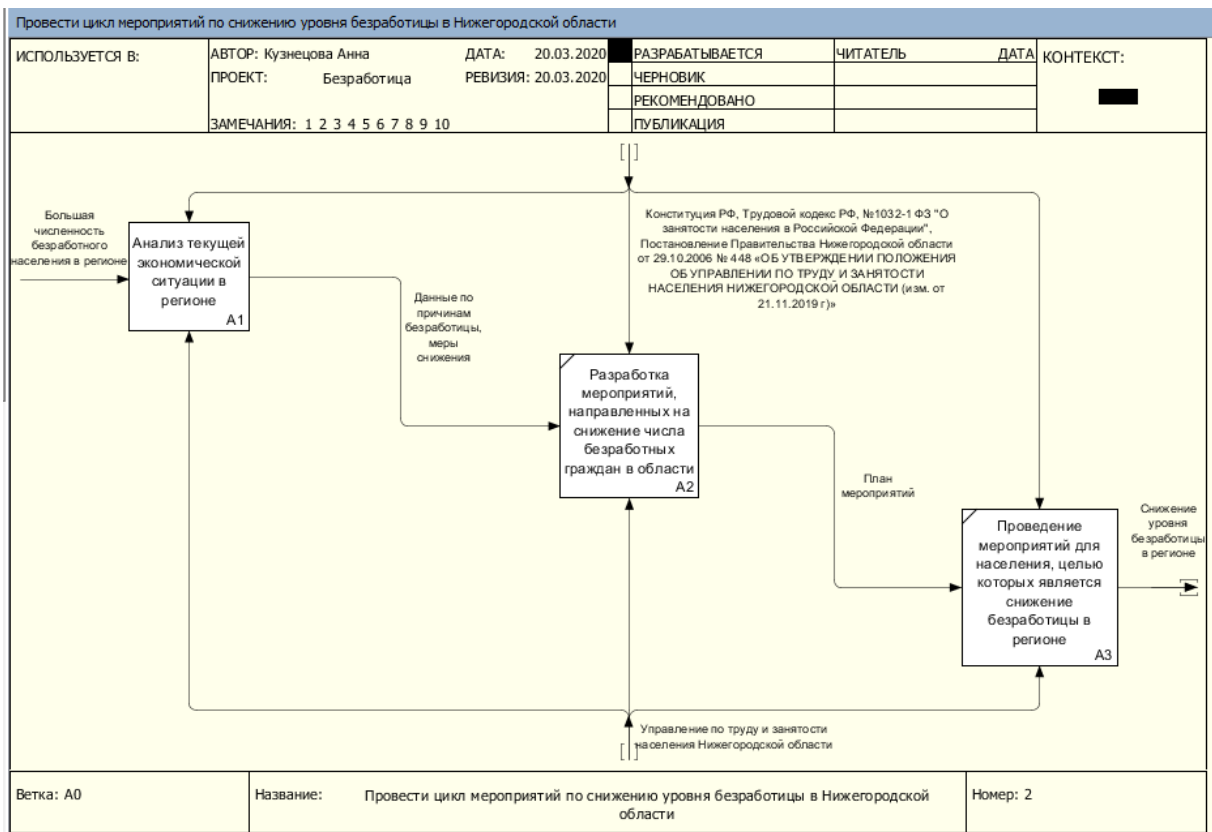 Провести цикл мероприятий по снижению уровня безработицы в Нижегородской области
ИСПОЛЬЗУЕТСЯ В:
АВТОР: Кузнецова Анна
ДАТА: 20.03.2020
ПРОЕКТ: Безработица
РЕВИЗИЯ: 20.03.2020
ЗАМЕЧАНИЯ: 1 2 3 4 5 6 7 8 9 10
РАЗРАБАТЫВАЕТСЯ
ЧЕРНОВИК
РЕКОМЕНДОВАНО
ПУБЛИКАЦИЯ
ЧИТАТЕЛЬ
ДАТА
КОНТЕКСТ:
Большая
численность
безработного
населения в регионе
Анализ текущей
экономической
ситуации в
регионе
A1
Конституция РФ, Трудовой кодекс РФ, №1032-1 ФЗ "О
занятости населения в Российской Федерации",
Постановление Правительства Нижегородской области
от 29.10.2006 № 448 «ОБ УТВЕРЖДЕНИИ ПОЛОЖЕНИЯ
ОБ УПРАВЛЕНИИ ПО ТРУДУ И ЗАНЯТОСТИ
НАСЕЛЕНИЯ НИЖЕГОРОДСКОЙ ОБЛАСТИ (изм. от
21.11.2019 г)»
Данные по
причинам
безработицы,
меры
снижения
Разработка
мероприятий,
направленных на
снижение числа
безработных
граждан в области
A2
План
мероприятий
Проведение
мероприятий для
населения, целью
которых является
снижение
безработицы в
регионе
A3
Снижение
уровня
безработицы
в регионе
Управление по труду и занятости
населения Нижегородской области
Ветка: A0
Название:
Провести цикл мероприятий по снижению уровня безработицы в Нижегородской
области
Номер: 2